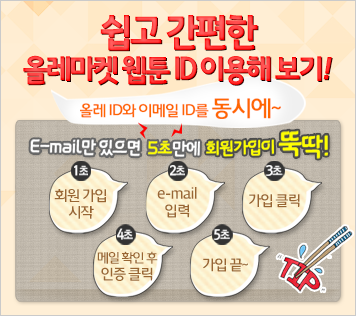 쉽고 간편한
올레마켓 웹툰 ID 이용해 보기!
올레 ID와 이메일 ID를 동시에~
E-mail만 있으면 5초만에 회원가입이 뚝딱!
1초
회원 가입
시작
2초
e-mail
입력
3초
가입 클릭
4초
메일 확인 후
인증 클릭
5초
가입 끝~
TIP